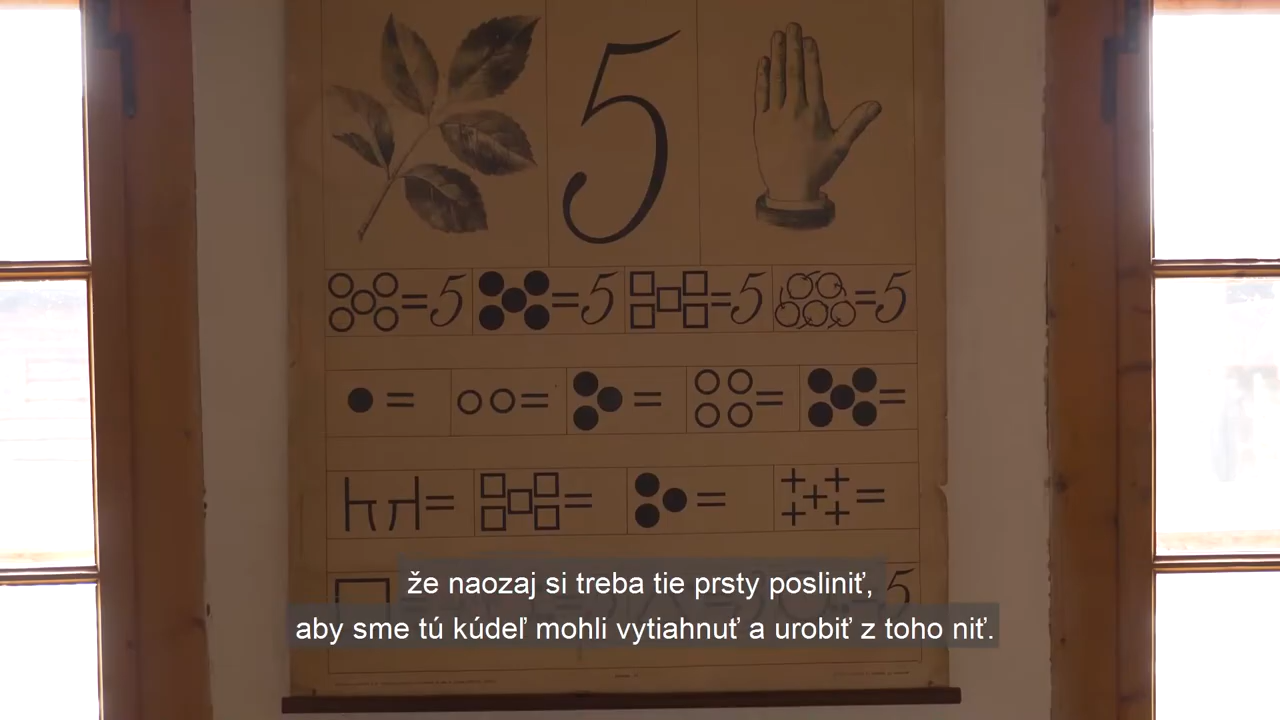 5
=5 =5 =5 =5
= = = = =
= = = =
5
že naozaj si treba tie prsty posliniť,
aby sme tú kúdeľ mohli vytiahnuť a urobiť z toho niť.